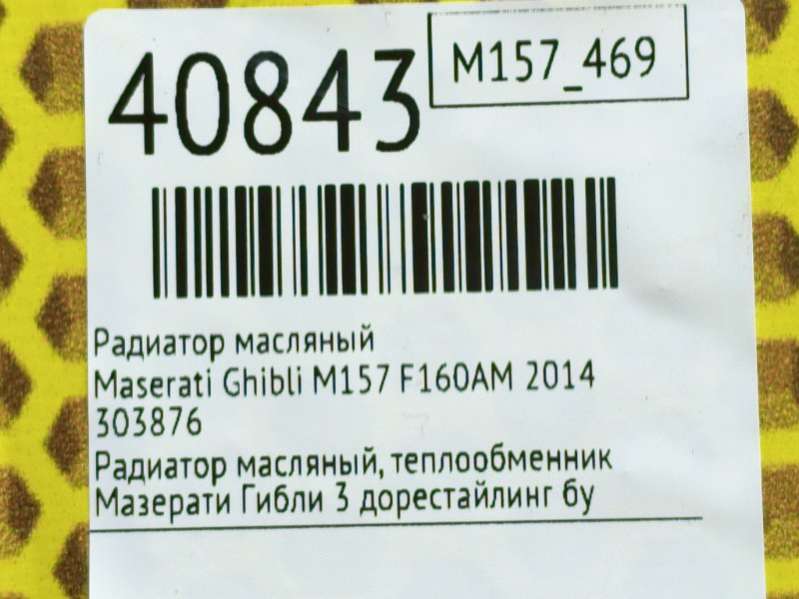 40843
M157_469
Радиатор масляный
Maserati Ghibli M157 F160AM 2014
303876
Радиатор масляный, теплообменник
Мазерати Гибли 3 дорестайлинг бу